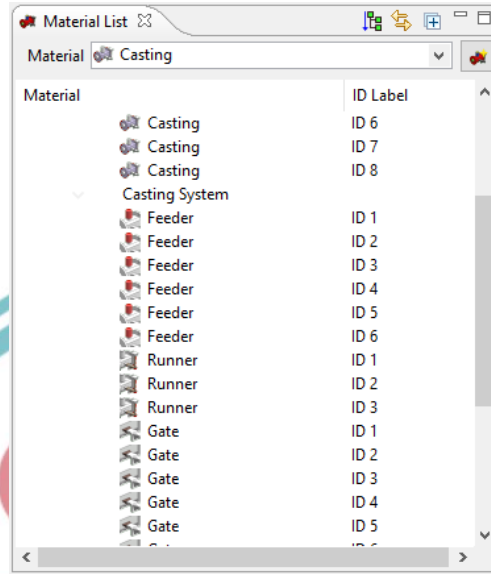 Material List
Material Casting
Material ID Label
Casting ID 6
Casting ID 7
Casting ID 8
Casting System
Feeder ID 1
Feeder ID 2
Feeder ID 3
Feeder ID 4
Feeder ID 5
Feeder ID 6
Runner ID 1
Runner ID 2
Runner ID 3
Gate ID 1
Gate ID 2
Gate ID 3
Gate ID 4
Gate ID 5